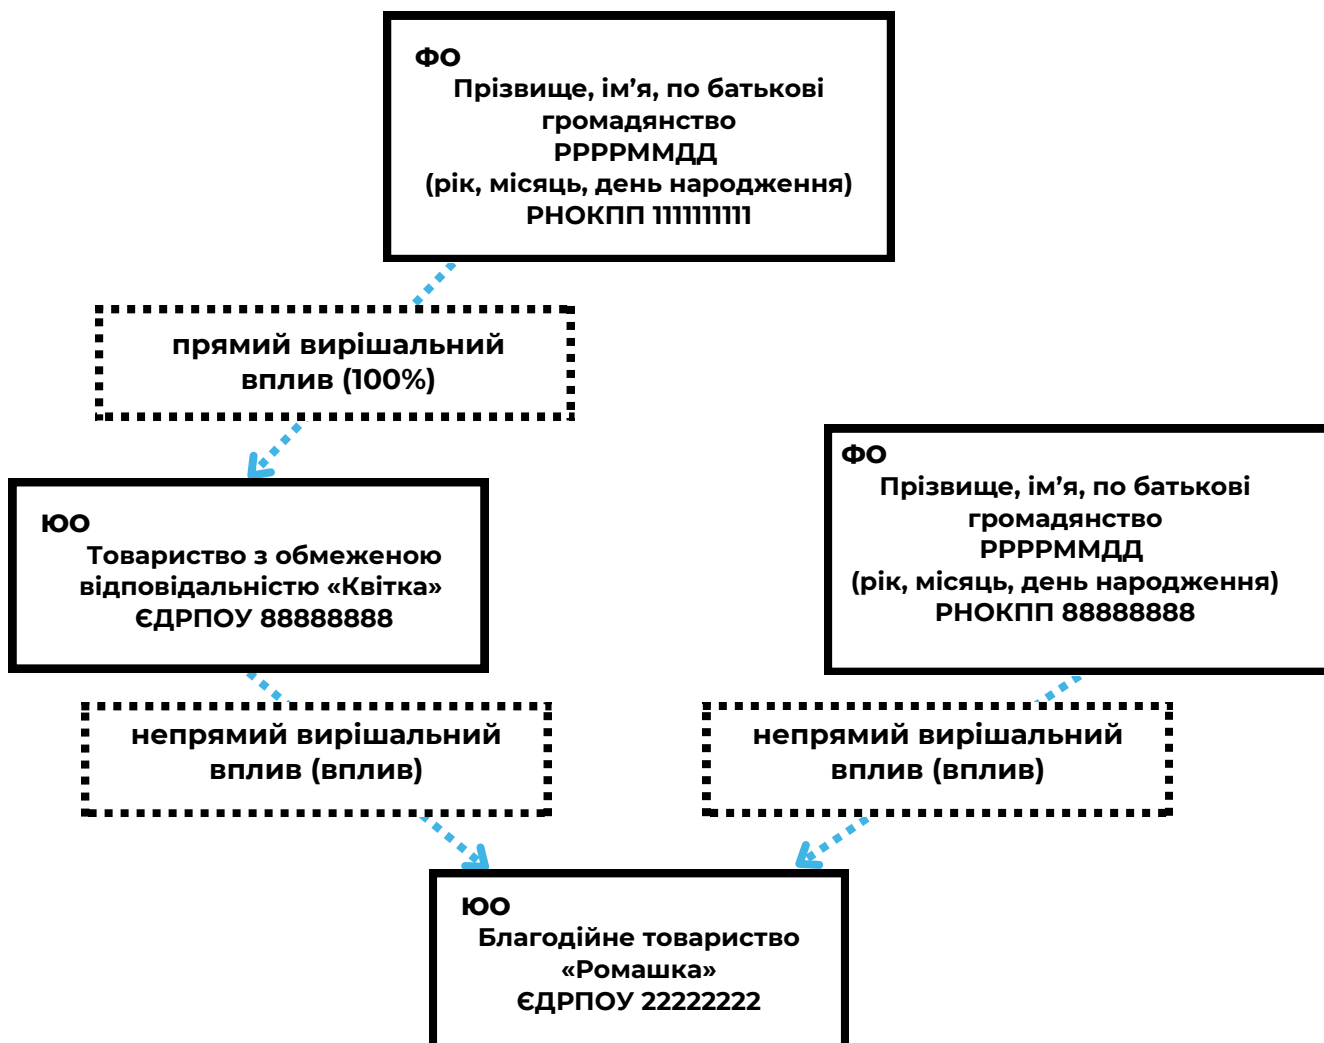 ФО
Прізвище, ім’я, по батькові
громадянство
РРРРММДД
(рік, місяць, день народження)
РНОКПП 1111111111
прямий вирішальний
вплив (100%)
ЮО
Товариство з обмеженою
відповідальністю «Квітка»
ЄДРПОУ 88888888
ФО
Прізвище, ім’я, по батькові
громадянство
РРРРММДД
(рік, місяць, день народження)
РНОКПП 88888888
непрямий вирішальний
вплив (вплив)
непрямий вирішальний
вплив (вплив)
ЮО
Благодійне товариство
«Ромашка»
ЄДРПОУ 22222222